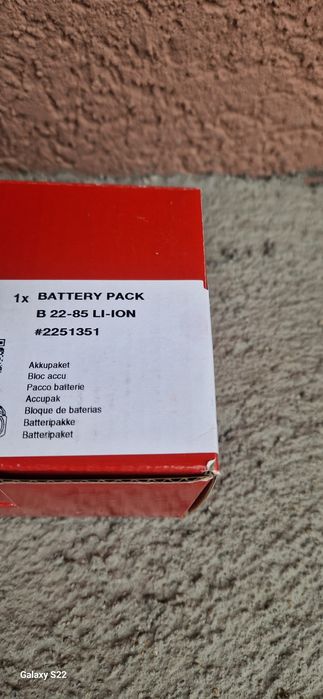 1x BATTERY PACK
B 22-85 LI-ION
#2251351
Akkupaket
Bloc accu
Pacco batterie
Accupak
Bloque de baterias
Batteripakke
Batteripaket
Galaxy S22